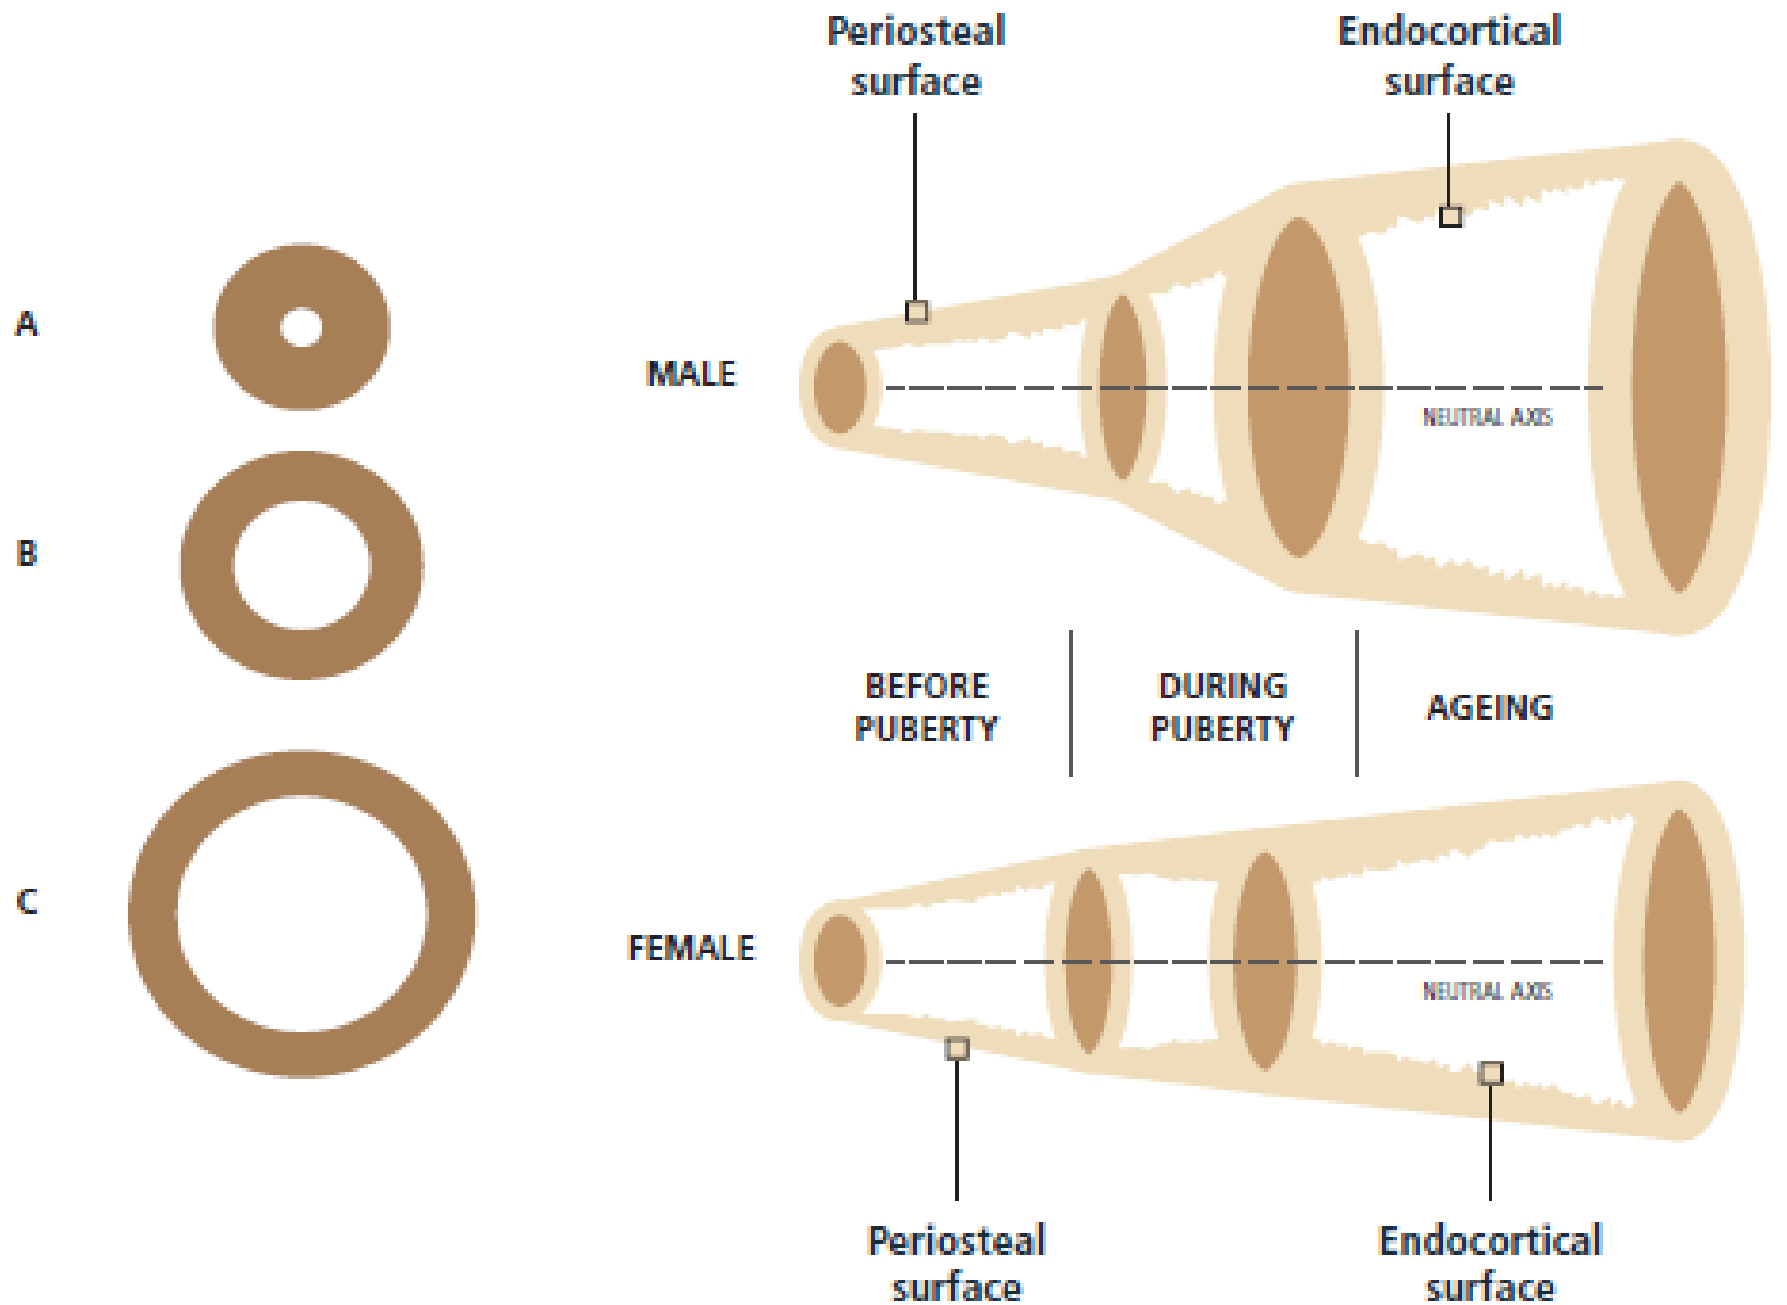 Periosteal
surface
Endocortical
surface
A
B
C
MALE
NEUTRAL AXIS
BEFORE
PUBERTY
DURING
PUBERTY
AGEING
FEMALE
NEUTRAL AXIS
Periosteal
surface
Endocortical
surface